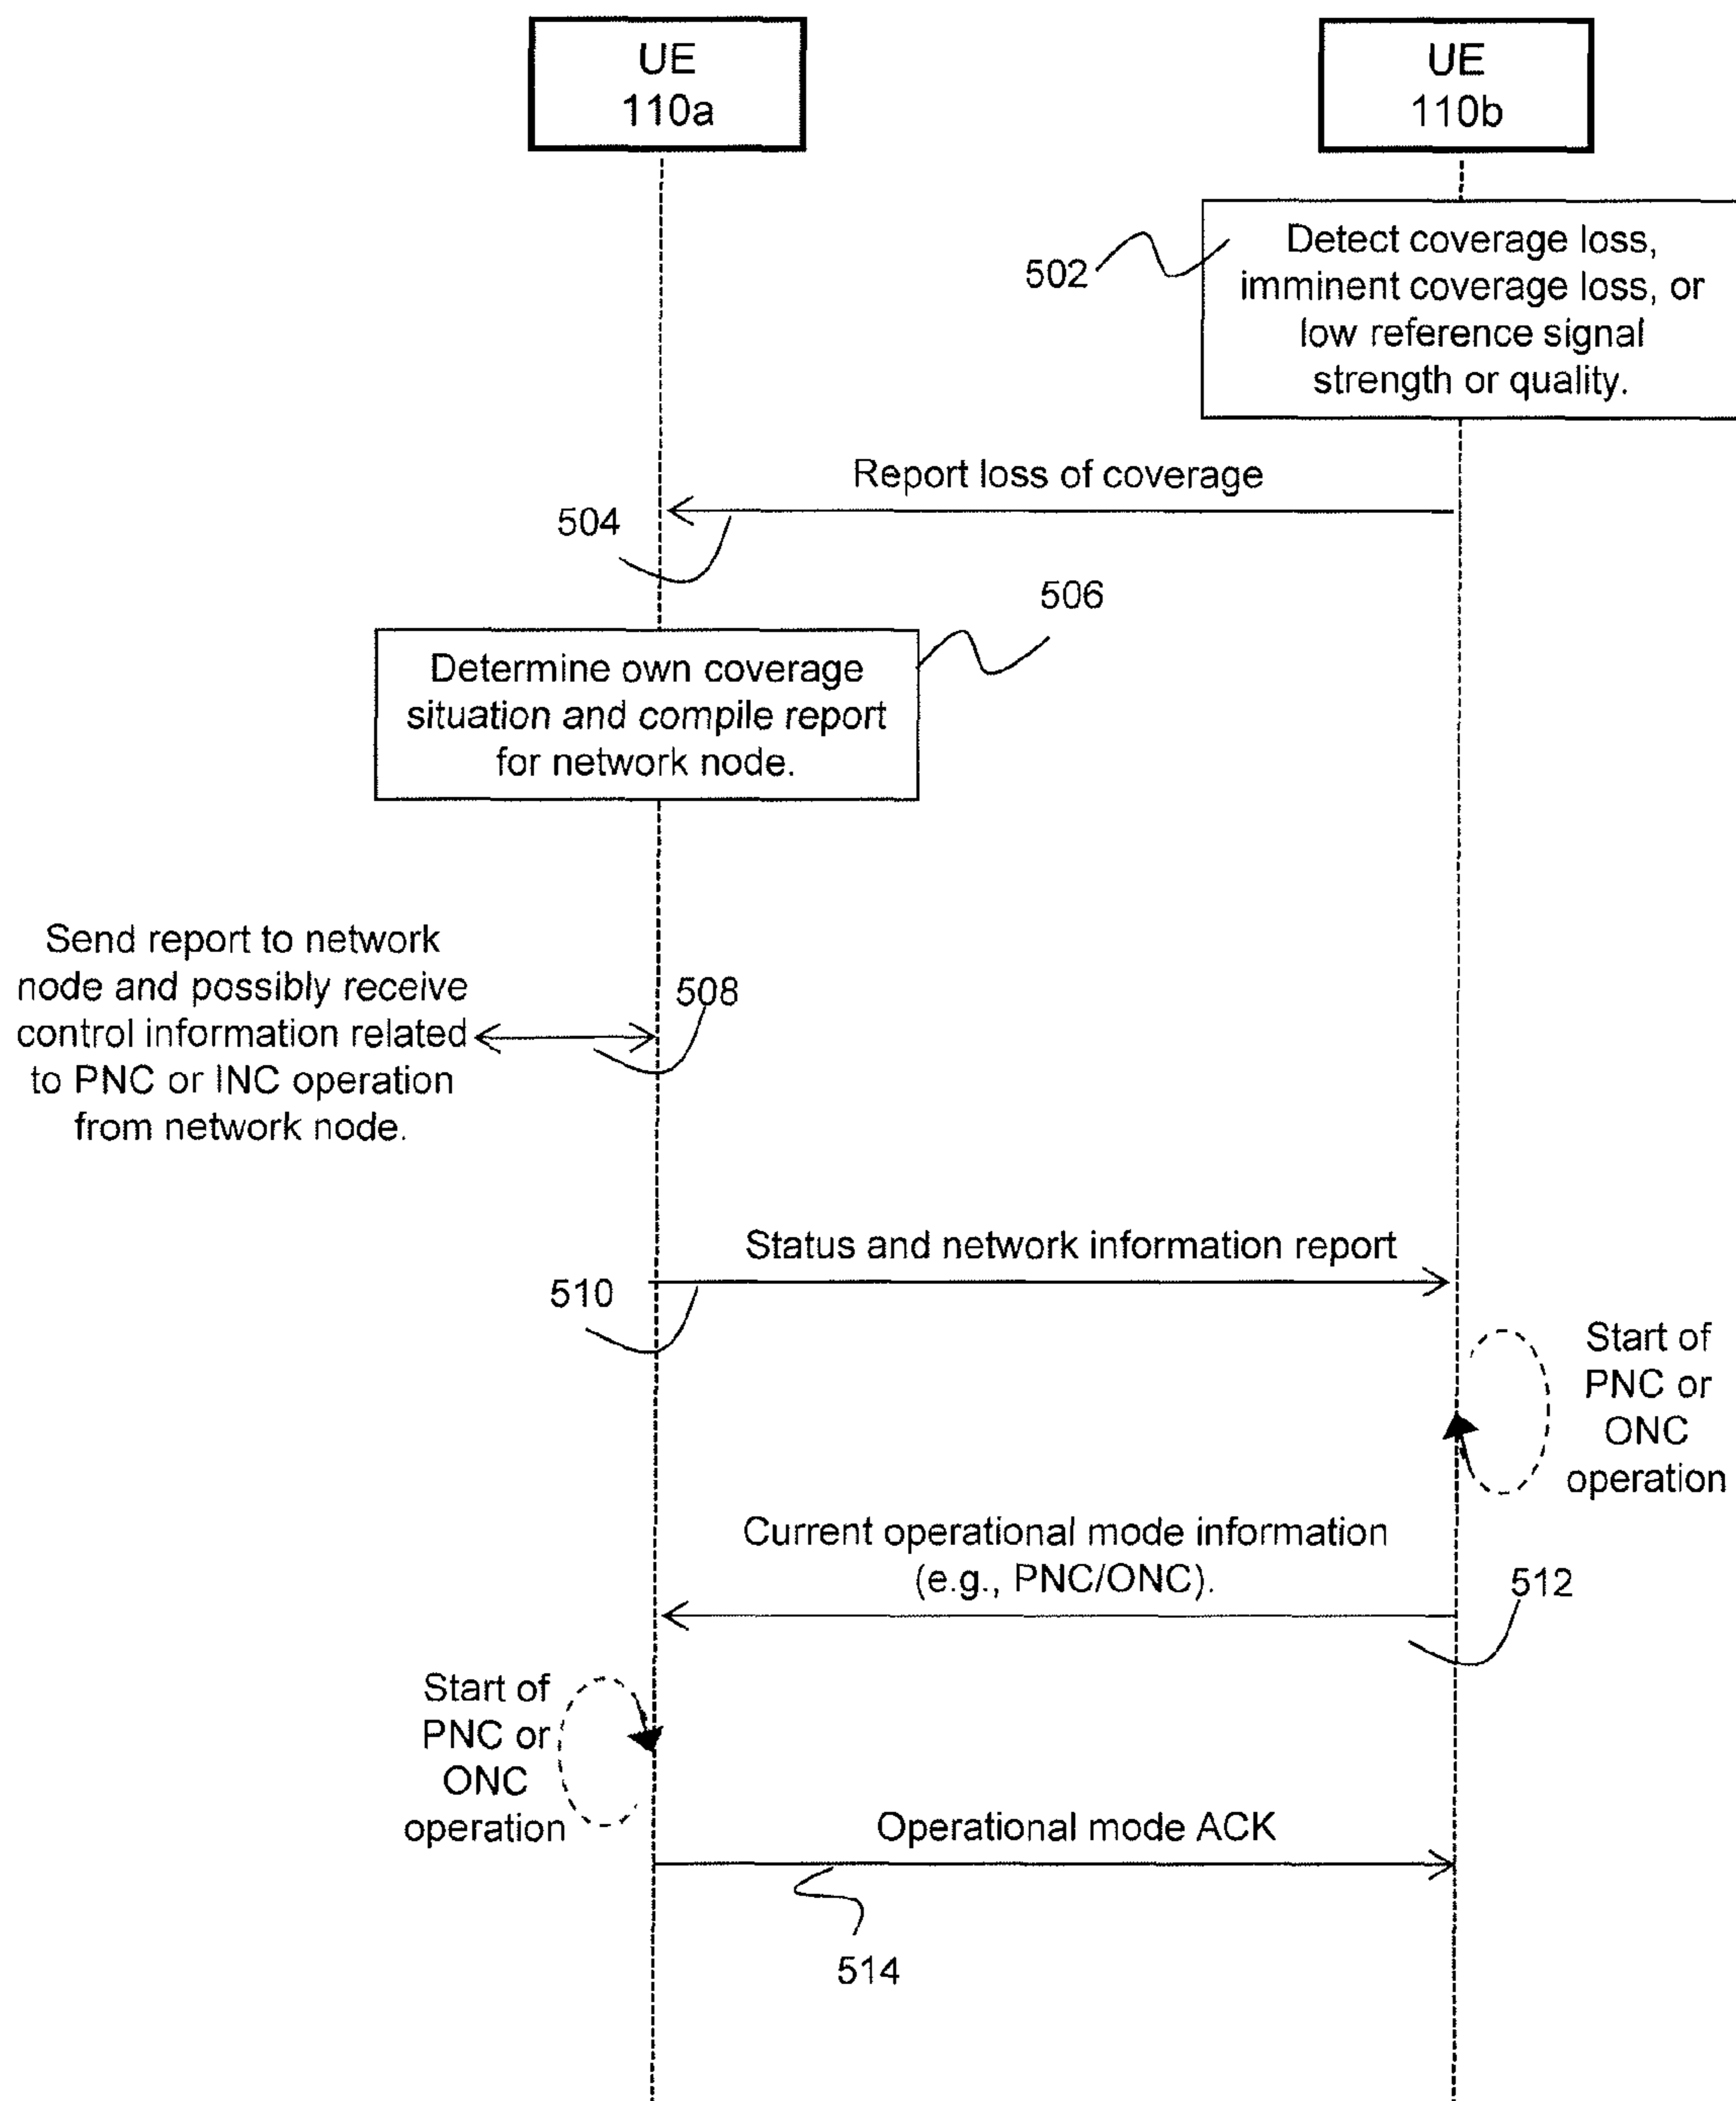 UE
110a
UE
110b
502
Detect coverage loss,
imminent coverage loss, or
low reference signal
strength or quality.
Report loss of coverage
504
506
Determine own coverage
situation and compile report
for network node.
Send report to network
node and possibly receive
control information related
to PNC or INC operation
from network node.
508
Status and network information report
510
Start of
PNC or
ONC
operation
Current operational mode information
(e.g., PNC/ONC).
512
Start of
PNC or
ONC
operation
Operational mode ACK
514